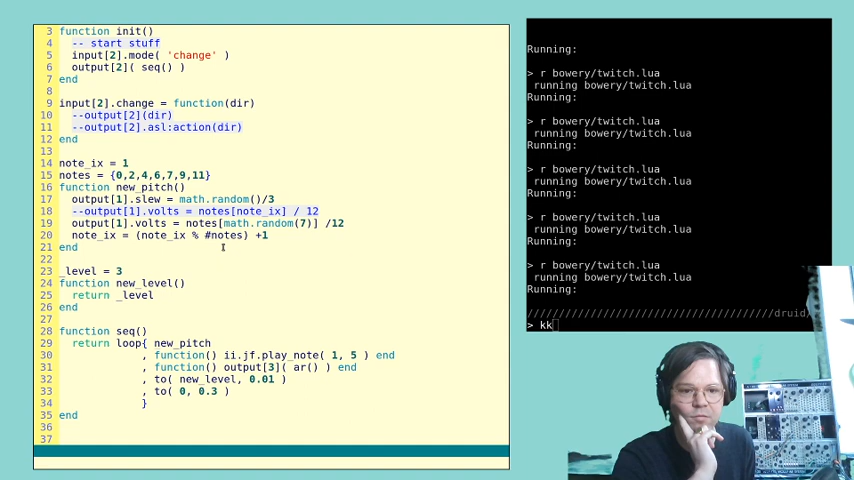 3 function init()
4 -- start stuff
5 input[2].mode( 'change' )
6 output[2]( seq() )
7 end
8
9 input[2].change = function(dir)
10 --output[2](dir)
11 --output[2].asl:action(dir)
12 end
13
14 note_ix = 1
15 notes = {0,2,4,6,7,9,11}
16 function new_pitch()
17 output[1].slew = math.random()/3
18 --output[1].volts = notes[note_ix] / 12
19 output[1].volts = notes[math.random(7)] /12
20 note_ix = (note_ix % #notes) +1
21 end
22
23 _level = 3
24 function new_level()
25 return _level
26 end
27
28 function seq()
29 return loop{ new_pitch
30 , function() ii.jf.play_note( 1, 5 ) end
31 , function() output[3]( ar() ) end
32 , to( new_level, 0.01 )
33 , to( 0, 0.3 )
34 }
35 end
36
37
Running:
> r bowery/twitch.lua
running bowery/twitch.lua
Running:
> r bowery/twitch.lua
running bowery/twitch.lua
Running:
> r bowery/twitch.lua
running bowery/twitch.lua
Running:
> r bowery/twitch.lua
running bowery/twitch.lua
Running:
> r bowery/twitch.lua
running bowery/twitch.lua
Running:
/////////////////////////////////////////druid/
> kk